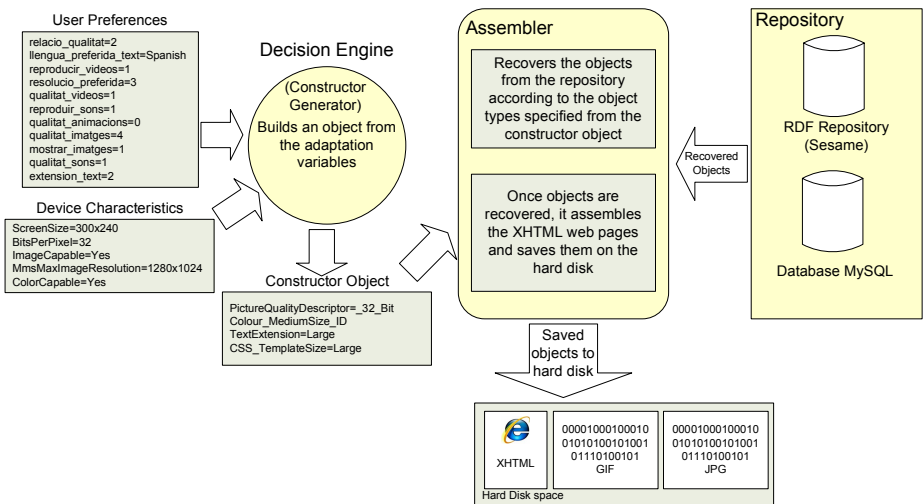 User Preferences
relacio_qualitat=2
llengua_preferida_text=Spanish
reproducir_videos=1
resolucio_preferida=3
qualitat_videos=1
reproduir_sons=1
qualitat_animacions=0
qualitat_imatges=4
mostrar_imatges=1
qualitat_sons=1
extension_text=2
Device Characteristics
ScreenSize=300x240
BitsPerPixel=32
ImageCapable=Yes
MmsMaxImageResolution=1280x1024
ColorCapable=Yes
Decision Engine
(Constructor
Generator)
Builds an object from
the adaptation
variables
Constructor Object
PictureQualityDescriptor=_32_Bit
Colour_MediumSize_ID
TextExtension=Large
CSS_TemplateSize=Large
Assembler
Recovers the objects
from the repository
according to the object
types specified from the
constructor object
Once objects are
recovered, it assembles
the XHTML web pages
and saves them on the
hard disk
Recovered
Objects
Repository
RDF Repository
(Sesame)
Database MySQL
Saved
objects to
hard disk
XHTML
00001000100010
01010100101001
01110100101
GIF
00001000100010
01010100101001
01110100101
JPG
Hard Disk space